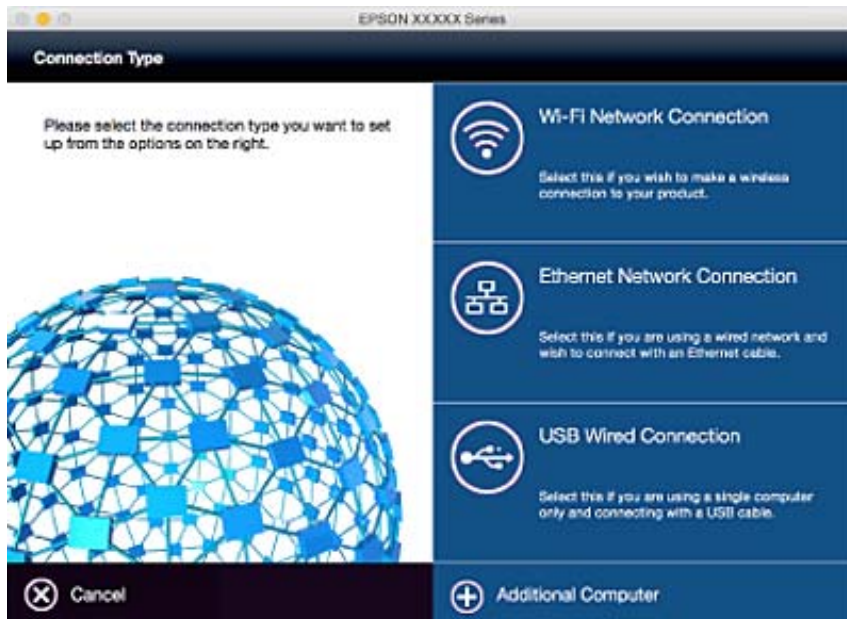 EPSON XXXXX Series
Connection Type
Please select the connection type you want to set
up from the options on the right.
Wi-Fi Network Connection
Select this if you wish to make a wireless
connection to your product.
Ethernet Network Connection
Select this if you are using a wired network and
wish to connect with an Ethernet cable.
USB Wired Connection
Select this if you are using a single computer
only and connecting with a USB cable.
Cancel
Additional Computer